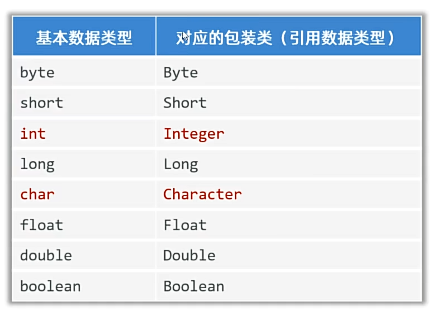 基本数据类型 对应的包装类（引用数据类型）
byte Byte
short Short
int Integer
long Long
char Character
float Float
double Double
boolean Boolean